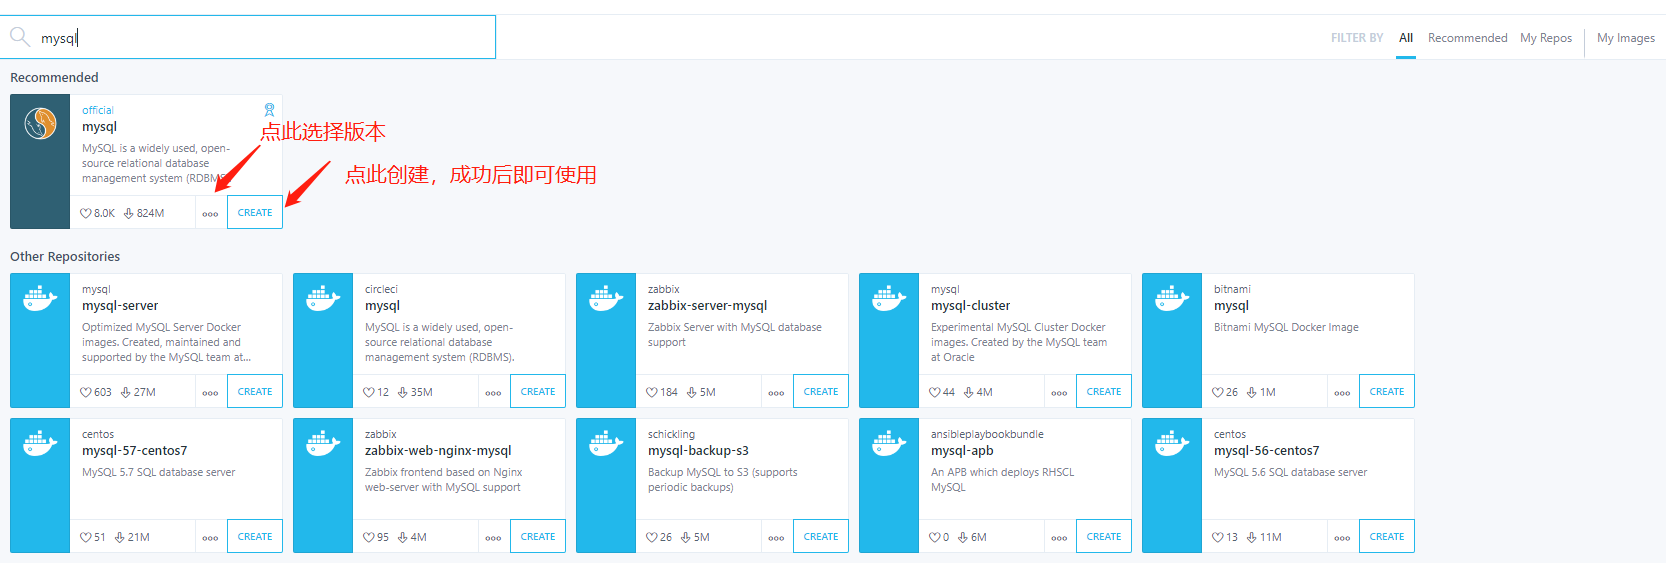 mysql
FILTER BY All Recommended My Repos My Images
Recommended
official
mysql
MySQL is a widely used, open-
source relational database
management system (RDBMS)
8.0K 824M ooo CREATE
点此选择版本
点此创建，成功后即可使用
Other Repositories
mysql
mysql-server
Optimized MySQL Server Docker
images. Created, maintained and
supported by the MySQL team at...
603 27M ooo CREATE
circleci
mysql
MySQL is a widely used, open-
source relational database
management system (RDBMS).
12 35M ooo CREATE
zabbix
zabbix-server-mysql
Zabbix Server with MySQL database
support
184 5M ooo CREATE
mysql
mysql-cluster
Experimental MySQL Cluster Docker
images. Created by the MySQL team
at Oracle
44 4M ooo CREATE
bitnami
mysql
Bitnami MySQL Docker Image
26 1M ooo CREATE
centos
mysql-57-centos7
MySQL 5.7 SQL database server
51 21M ooo CREATE
zabbix
zabbix-web-nginx-mysql
Zabbix frontend based on Nginx
web-server with MySQL support
95 4M ooo CREATE
schickling
mysql-backup-s3
Backup MySQL to S3 (supports
periodic backups)
26 5M ooo CREATE
ansibleplaybookbundle
mysql-apb
An APB which deploys RHSCL
MySQL
0 6M ooo CREATE
centos
mysql-56-centos7
MySQL 5.6 SQL database server
13 11M ooo CREATE